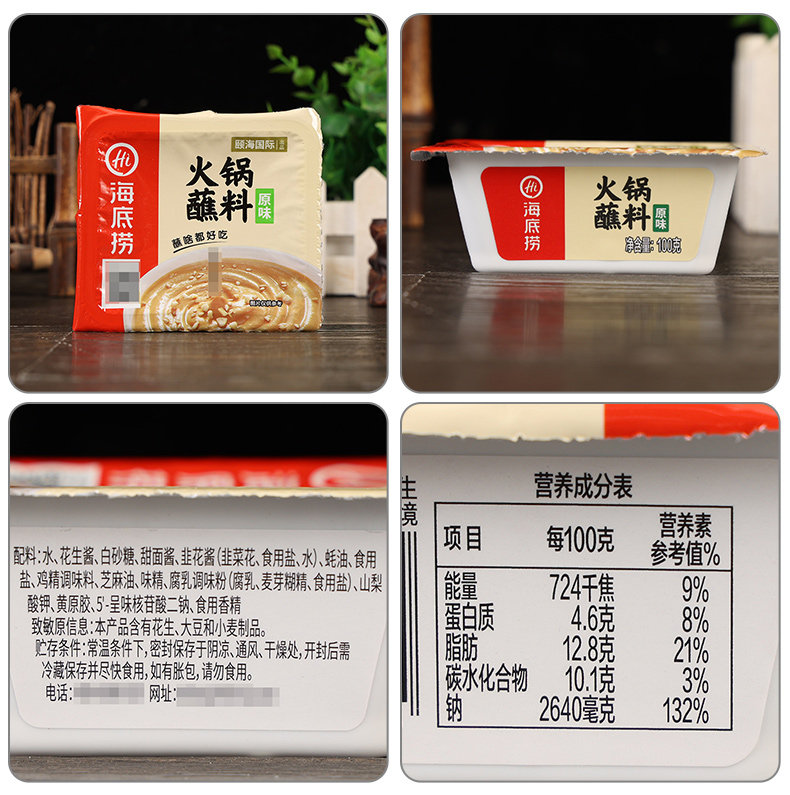 Hi
海底捞
颐海国际
火锅
蘸料
原味
蘸啥都好吃
图片仅供参考
Hi
海底捞
火锅
蘸料
原味
净含量: 100克
配料:水、花生酱、白砂糖、甜面酱、韭花酱(韭菜花、食用盐、水)、蚝油、食用
盐、鸡精调味料、芝麻油、味精、腐乳调味粉(腐乳、麦芽糊精、食用盐)、山梨
酸钾、黄原胶、5'-呈味核苷酸二钠、食用香精
致敏原信息:本产品含有花生、大豆和小麦制品。
贮存条件:常温条件下,密封保存于阴凉、通风、干燥处,开封后需
冷藏保存并尽快食用,如有胀包,请勿食用。
电话:
网址:
生
境
营养成分表
项目 每100克 营养素参考值%
能量 724千焦 9%
蛋白质 4.6克 8%
脂肪 12.8克 21%
碳水化合物 10.1克 3%
钠 2640毫克 132%